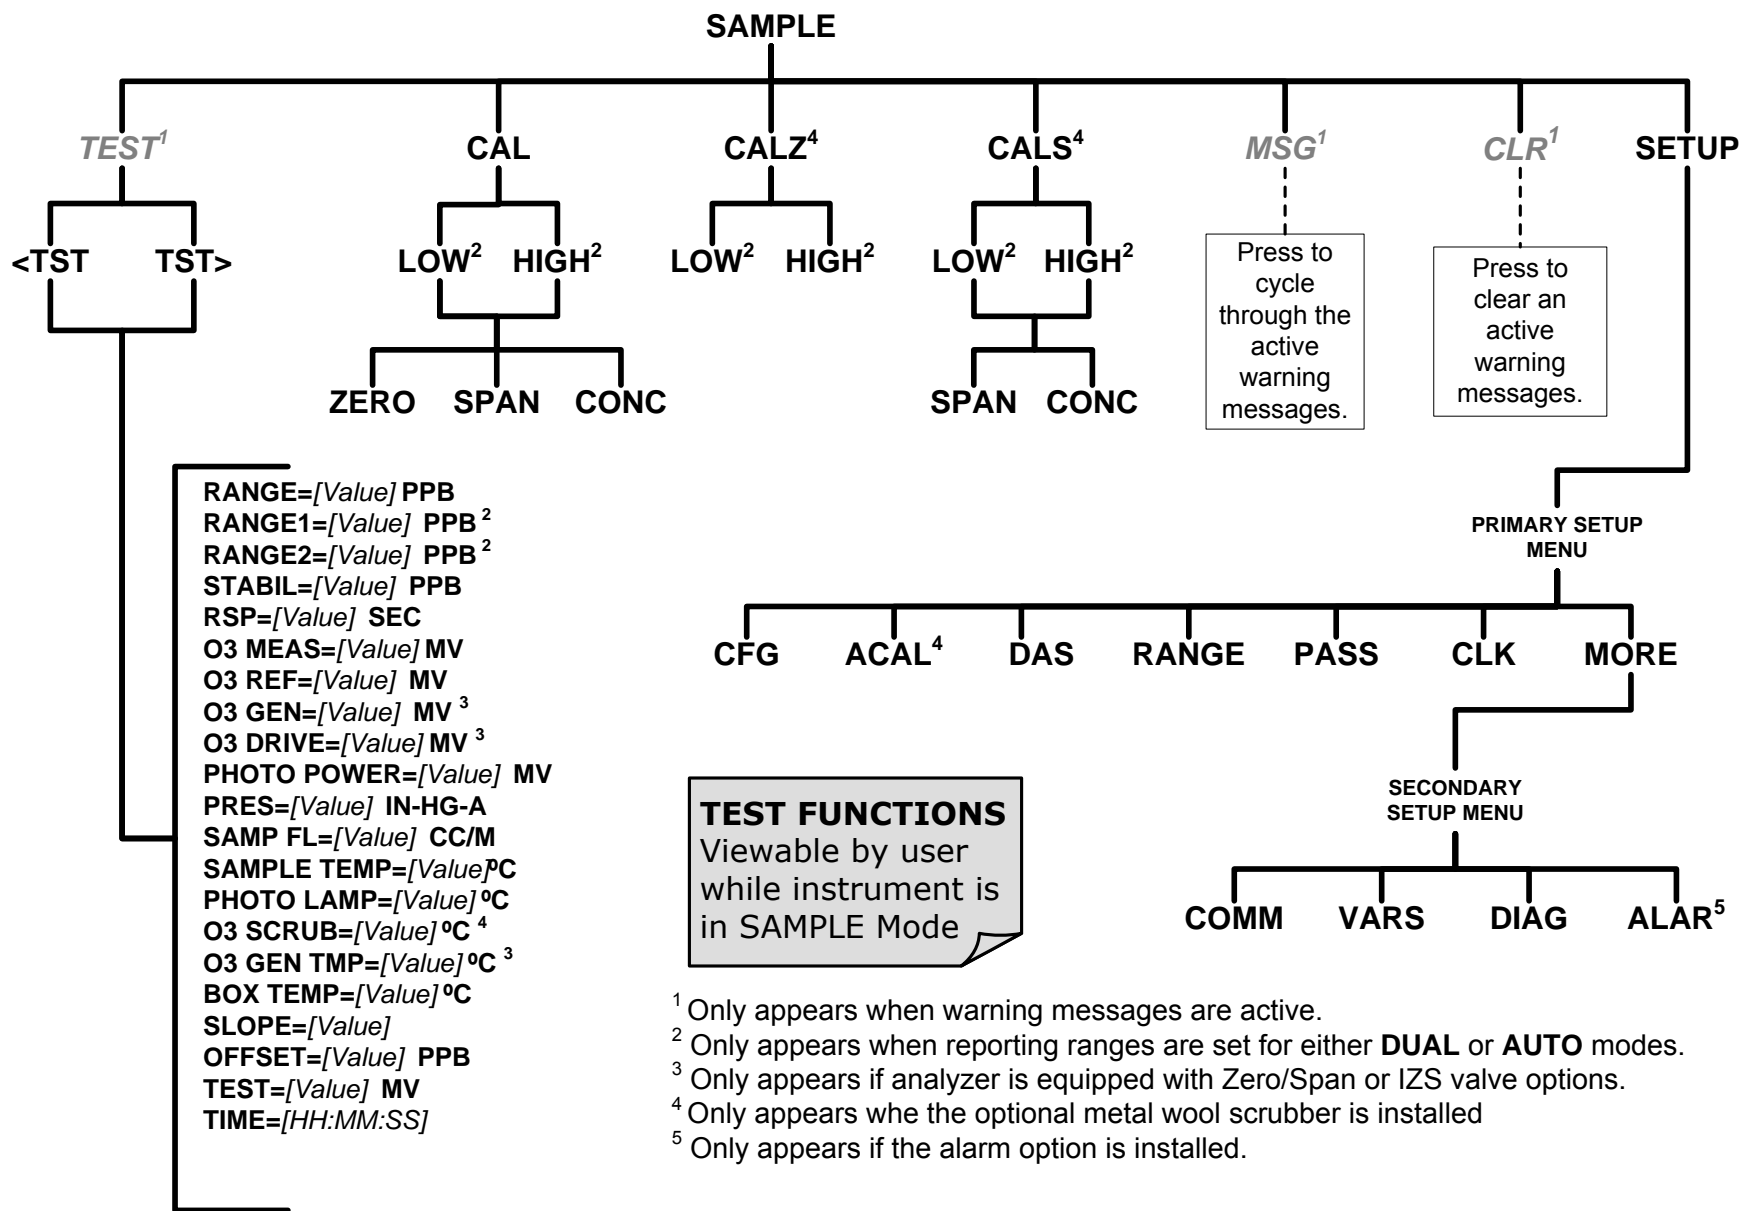 SAMPLE
TEST¹ CAL CALZ⁴ CALS⁴ MSG¹ CLR¹ SETUP
<TST TST> LOW² HIGH² LOW² HIGH² LOW² HIGH²
Press to
cycle
through the
active
warning
messages.
Press to
clear an
active
warning
messages.
ZERO SPAN CONC SPAN CONC
RANGE=[Value] PPB
RANGE1=[Value] PPB ²
RANGE2=[Value] PPB ²
STABIL=[Value] PPB
RSP=[Value] SEC
O3 MEAS=[Value] MV
O3 REF=[Value] MV
O3 GEN=[Value] MV ³
O3 DRIVE=[Value] MV ³
PHOTO POWER=[Value] MV
PRES=[Value] IN-HG-A
SAMP FL=[Value] CC/M
SAMPLE TEMP=[Value]ºC
PHOTO LAMP=[Value] ºC
O3 SCRUB=[Value] ºC ⁴
O3 GEN TMP=[Value] ºC ³
BOX TEMP=[Value] ºC
SLOPE=[Value]
OFFSET=[Value] PPB
TEST=[Value] MV
TIME=[HH:MM:SS]
PRIMARY SETUP
MENU
CFG ACAL⁴ DAS RANGE PASS CLK MORE
SECONDARY
SETUP MENU
COMM VARS DIAG ALAR⁵
TEST FUNCTIONS
Viewable by user
while instrument is
in SAMPLE Mode
¹ Only appears when warning messages are active.
² Only appears when reporting ranges are set for either DUAL or AUTO modes.
³ Only appears if analyzer is equipped with Zero/Span or IZS valve options.
⁴ Only appears whe the optional metal wool scrubber is installed
⁵ Only appears if the alarm option is installed.